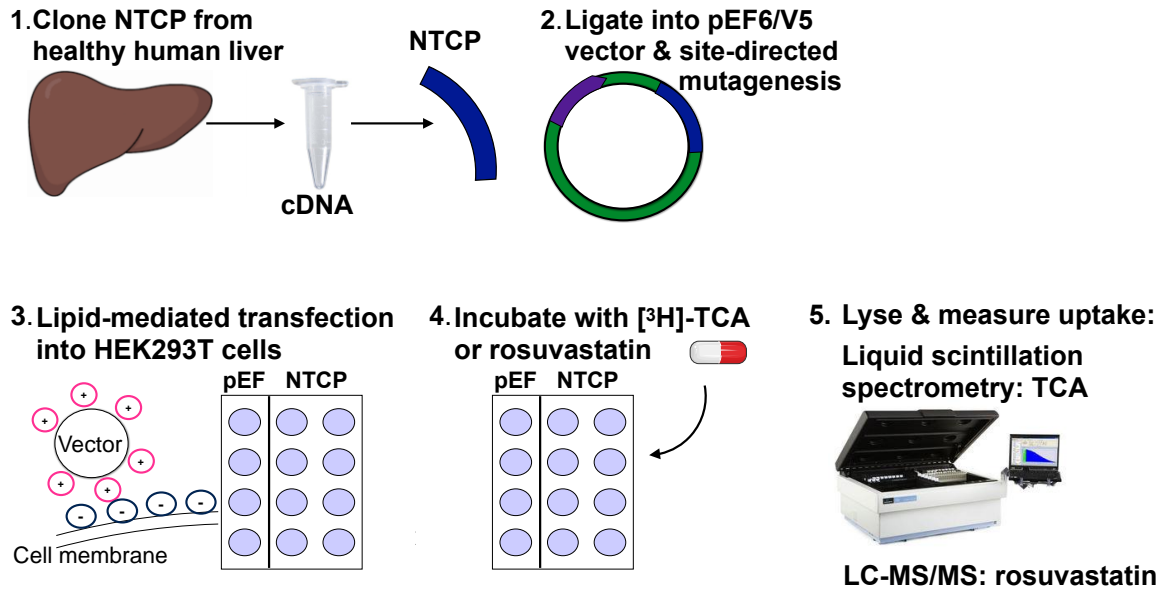 1. Clone NTCP from
healthy human liver
cDNA
NTCP
2. Ligate into pEF6/V5
vector & site-directed
mutagenesis
3. Lipid-mediated transfection
into HEK293T cells
+
+
+
+
+
+
+
Vector
-
-
-
-
Cell membrane
pEF NTCP
4. Incubate with [³H]-TCA
or rosuvastatin
pEF NTCP
5. Lyse & measure uptake:
Liquid scintillation
spectrometry: TCA
LC-MS/MS: rosuvastatin